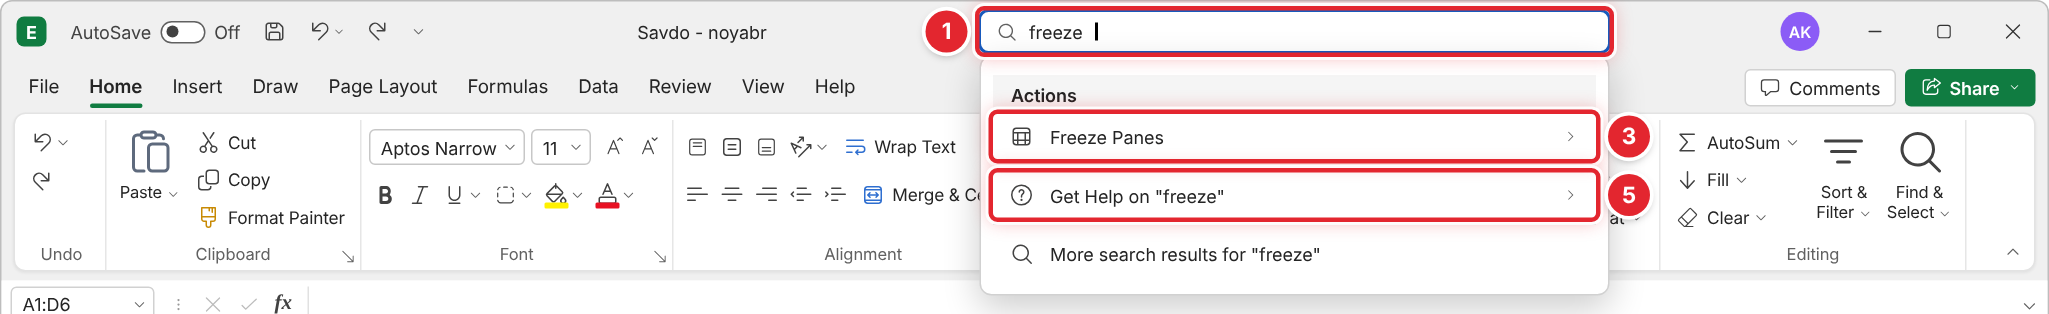 E AutoSave Off Savdo - noyabr 1 freeze AK
File Home Insert Draw Page Layout Formulas Data Review View Help Comments Share
Actions
Freeze Panes 3
Get Help on "freeze" 5
More search results for "freeze"
Paste
Cut
Copy
Format Painter
Aptos Narrow 11
B I U A
Wrap Text
Merge & C
AutoSum
Fill
Clear
Sort &
Filter
Find &
Select
Undo Clipboard Font Alignment Editing
A1:D6 fx